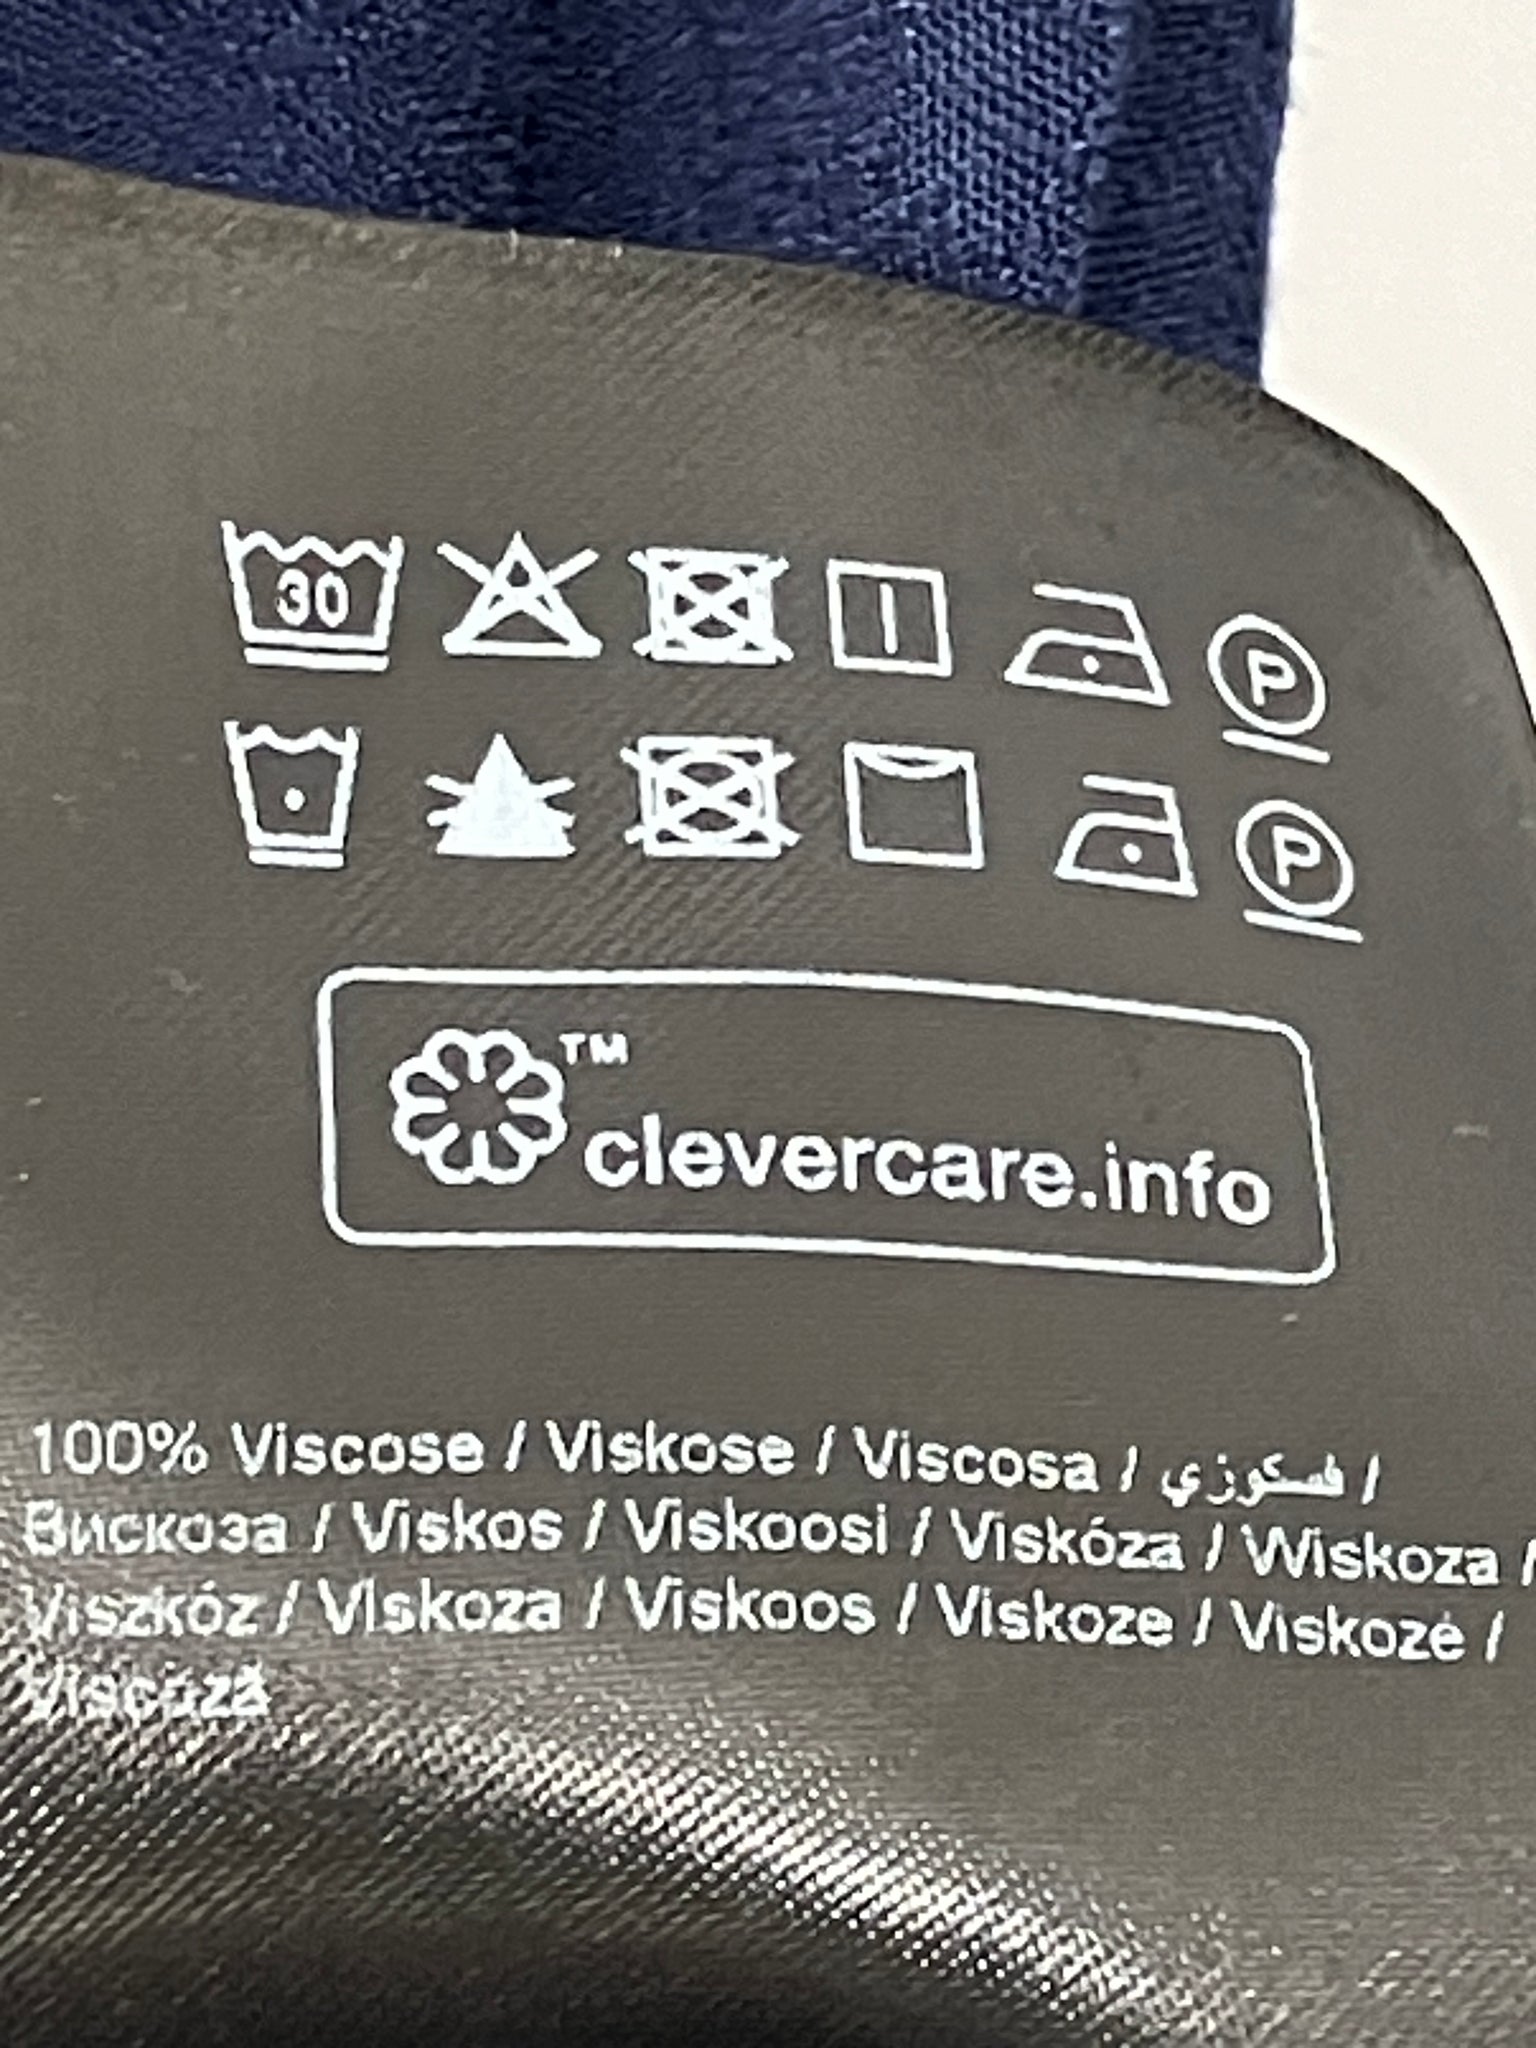 30
P
P
TM
clevercare.info
100% Viscose / Viskose / Viscosa / فسكوزي /
Вискоза / Viskos / Viskoosi / Viskóza / Wiskoza /
Viszkóz / Viskoza / Viskoos / Viskoze / Viskozė /
Viscoză